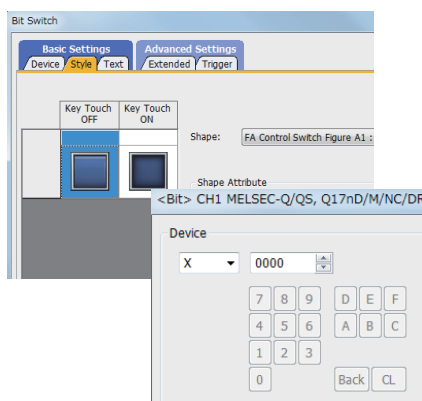 Bit Switch
Basic Settings Advanced Settings
Device Style Text Extended Trigger
Key Touch OFF Key Touch ON
Shape: FA Control Switch Figure A1 :
Shape Attribute
<Bit> CH1 MELSEC-Q/QS, Q17nD/M/NC/DR
Device
X 0000
7 8 9 D E F
4 5 6 A B C
1 2 3
0 Back CL